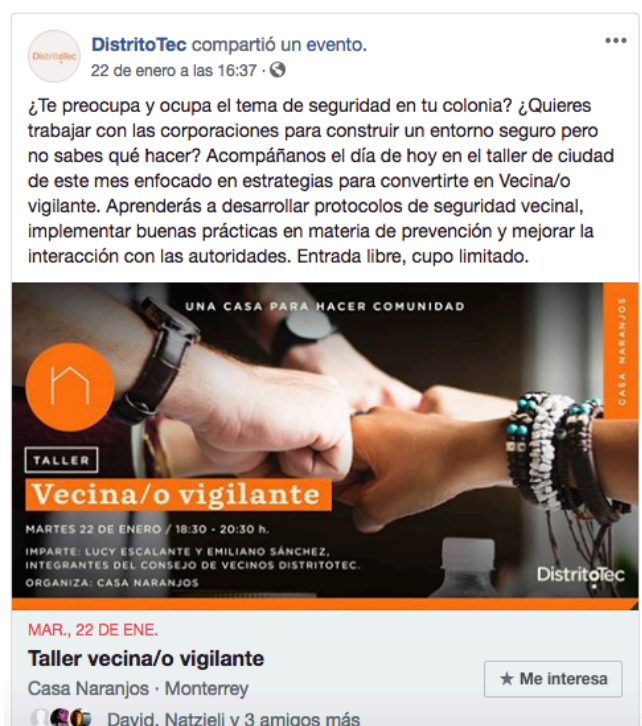 DistritoTec
DistritoTec compartió un evento.
22 de enero a las 16:37
¿Te preocupa y ocupa el tema de seguridad en tu colonia? ¿Quieres
trabajar con las corporaciones para construir un entorno seguro pero
no sabes qué hacer? Acompáñanos el día de hoy en el taller de ciudad
de este mes enfocado en estrategias para convertirte en Vecina/o
vigilante. Aprenderás a desarrollar protocolos de seguridad vecinal,
implementar buenas prácticas en materia de prevención y mejorar la
interacción con las autoridades. Entrada libre, cupo limitado.
UNA CASA PARA HACER COMUNIDAD
CASA NARANJOS
TALLER
Vecina/o vigilante
MARTES 22 DE ENERO / 18:30 - 20:30 h.
IMPARTE: LUCY ESCALANTE Y EMILIANO SÁNCHEZ,
INTEGRANTES DEL CONSEJO DE VECINOS DISTRITOTEC.
ORGANIZA: CASA NARANJOS
DistritoTec
MAR., 22 DE ENE.
Taller vecina/o vigilante
Casa Naranjos · Monterrey
★ Me interesa
David, Natzieli y 3 amigos más